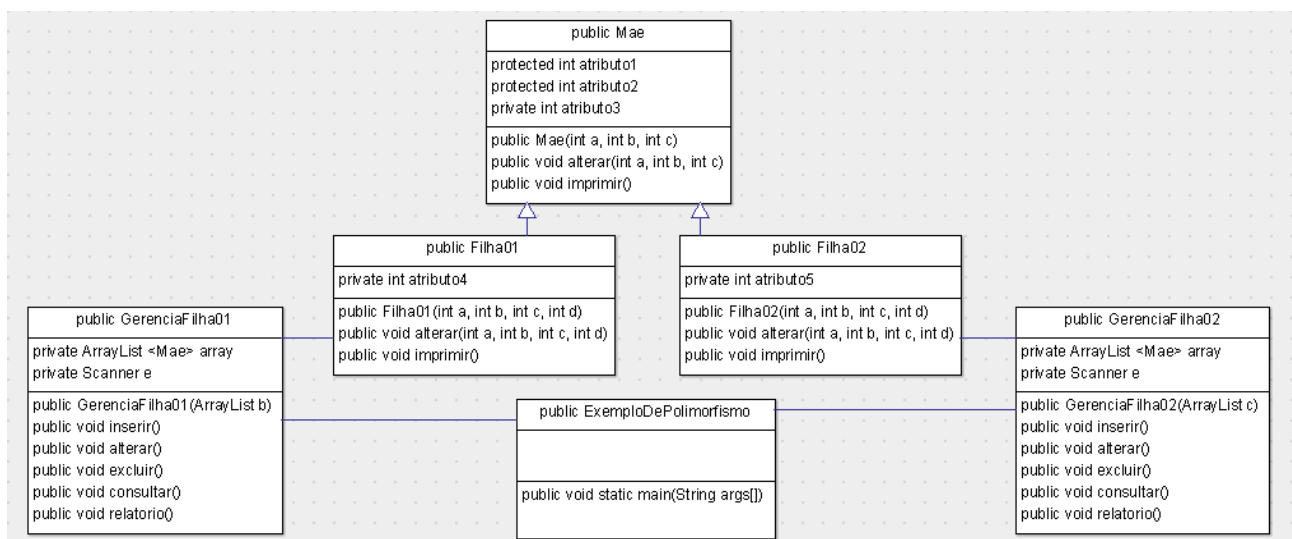 public Mae
protected int atributo1
protected int atributo2
private int atributo3
public Mae(int a, int b, int c)
public void alterar(int a, int b, int c)
public void imprimir()
public Filha01
private int atributo4
public Filha01(int a, int b, int c, int d)
public void alterar(int a, int b, int c, int d)
public void imprimir()
public Filha02
private int atributo5
public Filha02(int a, int b, int c, int d)
public void alterar(int a, int b, int c, int d)
public void imprimir()
public GerenciaFilha01
private ArrayList <Mae> array
private Scanner e
public GerenciaFilha01(ArrayList b)
public void inserir()
public void alterar()
public void excluir()
public void consultar()
public void relatorio()
public ExemploDePolimorfismo
public void static main(String args[])
public GerenciaFilha02
private ArrayList <Mae> array
private Scanner e
public GerenciaFilha02(ArrayList c)
public void inserir()
public void alterar()
public void excluir()
public void consultar()
public void relatorio()